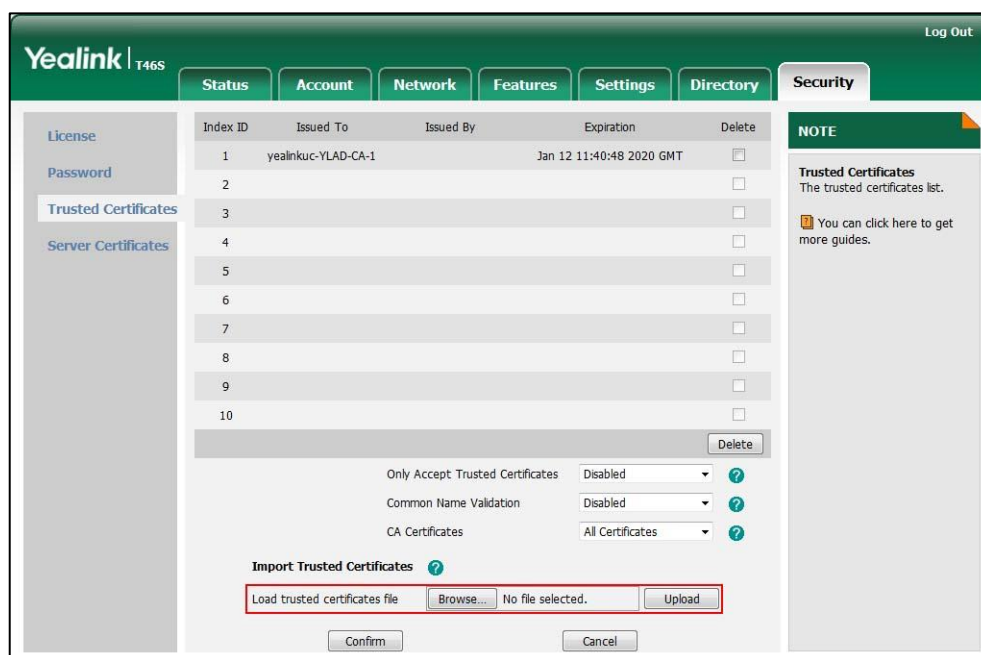 Log Out
Yealink T46S
Status Account Network Features Settings Directory Security
License
Password
Trusted Certificates
Server Certificates
Index ID Issued To Issued By Expiration Delete
1 yealinkuc-YLAD-CA-1 Jan 12 11:40:48 2020 GMT
2
3
4
5
6
7
8
9
10
Delete
Only Accept Trusted Certificates Disabled ?
Common Name Validation Disabled ?
CA Certificates All Certificates ?
Import Trusted Certificates ?
Load trusted certificates file Browse... No file selected. Upload
Confirm Cancel
NOTE
Trusted Certificates
The trusted certificates list.
? You can click here to get
more guides.